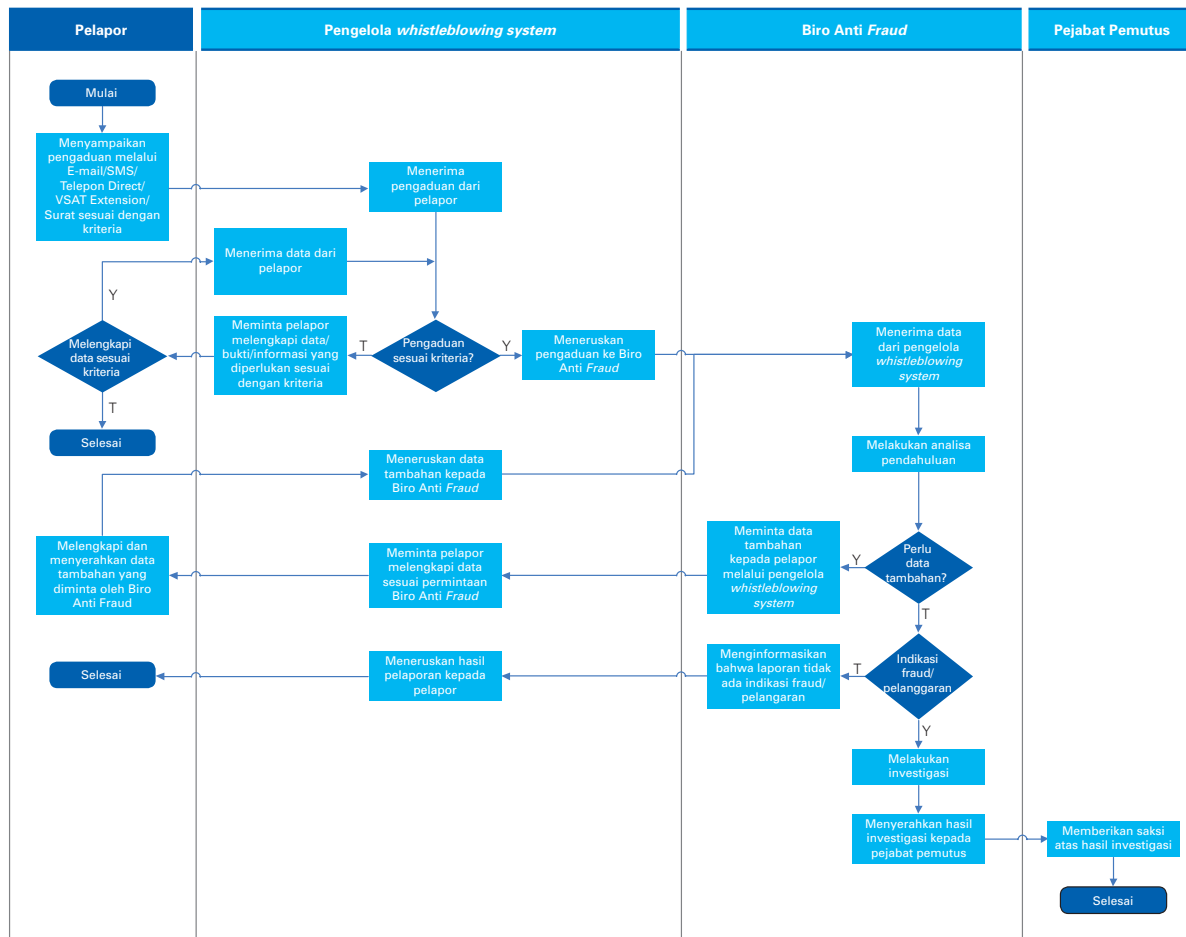 Pelapor
Pengelola whistleblowing system
Biro Anti Fraud
Pejabat Pemutus
Mulai
Menyampaikan
pengaduan melalui
E-mail/SMS/
Telepon Direct/
VSAT Extension/
Surat sesuai dengan
kriteria
Menerima
pengaduan dari
pelapor
Menerima data dari
pelapor
Y
Melengkapi
data sesuai
kriteria
T
Selesai
Meminta pelapor
melengkapi data/
bukti/informasi yang
diperlukan sesuai
dengan kriteria
T
Pengaduan
sesuai kriteria?
Y
Meneruskan
pengaduan ke Biro
Anti Fraud
Menerima data
dari pengelola
whistleblowing
system
Melakukan analisa
pendahuluan
Meneruskan data
tambahan kepada
Biro Anti Fraud
Melengkapi dan
menyerahkan data
tambahan yang
diminta oleh Biro
Anti Fraud
Meminta pelapor
melengkapi data
sesuai permintaan
Biro Anti Fraud
Meminta data
tambahan
kepada pelapor
melalui pengelola
whistleblowing
system
Y
Perlu
data
tambahan?
T
Selesai
Meneruskan hasil
pelaporan kepada
pelapor
Menginformasikan
bahwa laporan tidak
ada indikasi fraud/
pelangaran
T
Indikasi
fraud/
pelanggaran
Y
Melakukan
investigasi
Menyerahkan hasil
investigasi kepada
pejabat pemutus
Memberikan saksi
atas hasil investigasi
Selesai